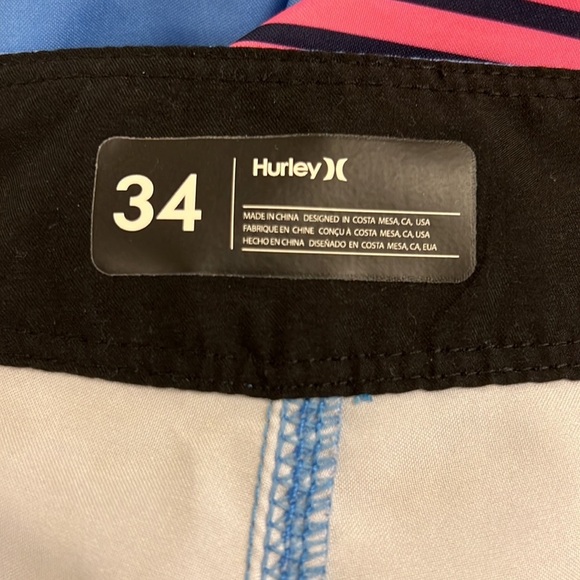 34
Hurley
MADE IN CHINA DESIGNED IN COSTA MESA, CA, USA
FABRIQUE EN CHINE CONÇU À COSTA MESA, CA, USA
HECHO EN CHINA DISEÑADO EN COSTA MESA, CA, EUA